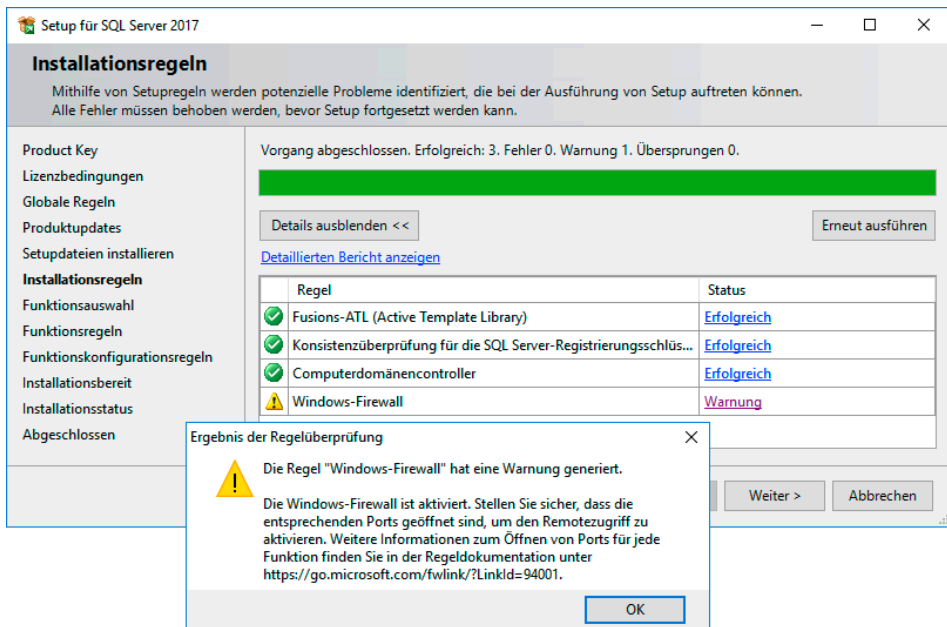 Setup für SQL Server 2017
Installationsregeln
Mithilfe von Setupregeln werden potenzielle Probleme identifiziert, die bei der Ausführung von Setup auftreten können.
Alle Fehler müssen behoben werden, bevor Setup fortgesetzt werden kann.
Product Key
Lizenzbedingungen
Globale Regeln
Produktupdates
Setupdateien installieren
Installationsregeln
Funktionsauswahl
Funktionsregeln
Funktionskonfigurationsregeln
Installationsbereit
Installationsstatus
Abgeschlossen
Vorgang abgeschlossen. Erfolgreich: 3. Fehler 0. Warnung 1. Übersprungen 0.
Details ausblenden <<
Erneut ausführen
Detaillierten Bericht anzeigen
Regel Status
Fusions-ATL (Active Template Library) Erfolgreich
Konsistenzüberprüfung für die SQL Server-Registrierungsschlüs... Erfolgreich
Computerdomänencontroller Erfolgreich
Windows-Firewall Warnung
Weiter > Abbrechen
Ergebnis der Regelüberprüfung
Die Regel "Windows-Firewall" hat eine Warnung generiert.
Die Windows-Firewall ist aktiviert. Stellen Sie sicher, dass die
entsprechenden Ports geöffnet sind, um den Remotezugriff zu
aktivieren. Weitere Informationen zum Öffnen von Ports für jede
Funktion finden Sie in der Regeldokumentation unter
https://go.microsoft.com/fwlink/?LinkId=94001.
OK